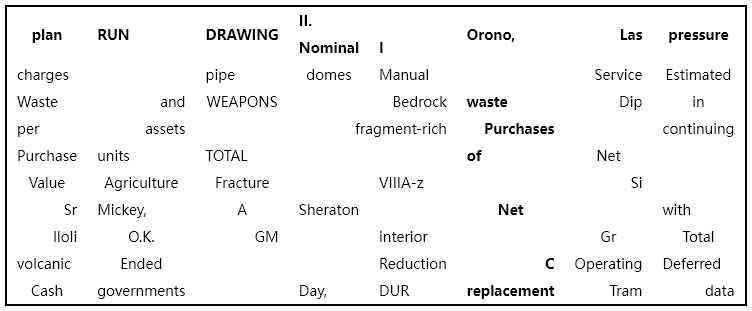 plan RUN DRAWING II. Nominal I Orono, Las pressure
charges pipe domes Manual Service Estimated
Waste and WEAPONS Bedrock waste Dip in
per assets fragment-rich Purchases continuing
Purchase units TOTAL of Net
Value Agriculture Fracture VIIIA-z Si
Sr Mickey, A Sheraton Net with
Iloli O.K. GM interior Gr Total
volcanic Ended Reduction C Operating Deferred
Cash governments Day, DUR replacement Tram data